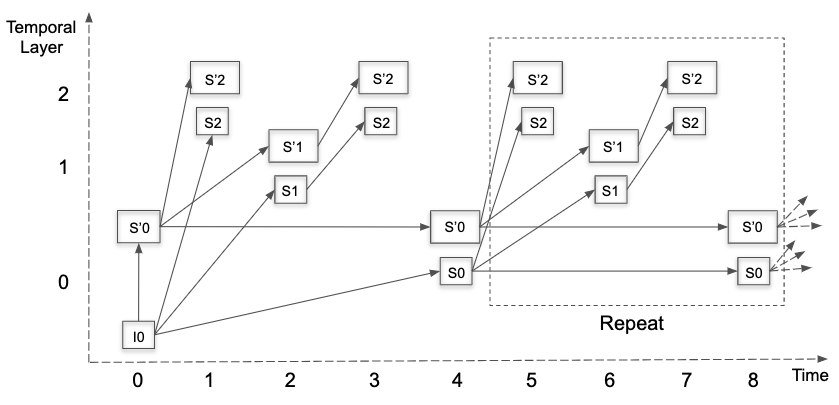 Temporal
Layer
S'2 S'2 S'2 S'2
2
S2 S2 S2 S2
S'1 S'1
1
S1 S1
S'0 S'0 S'0
S0 S0
0
Repeat
I0
Time
0 1 2 3 4 5 6 7 8